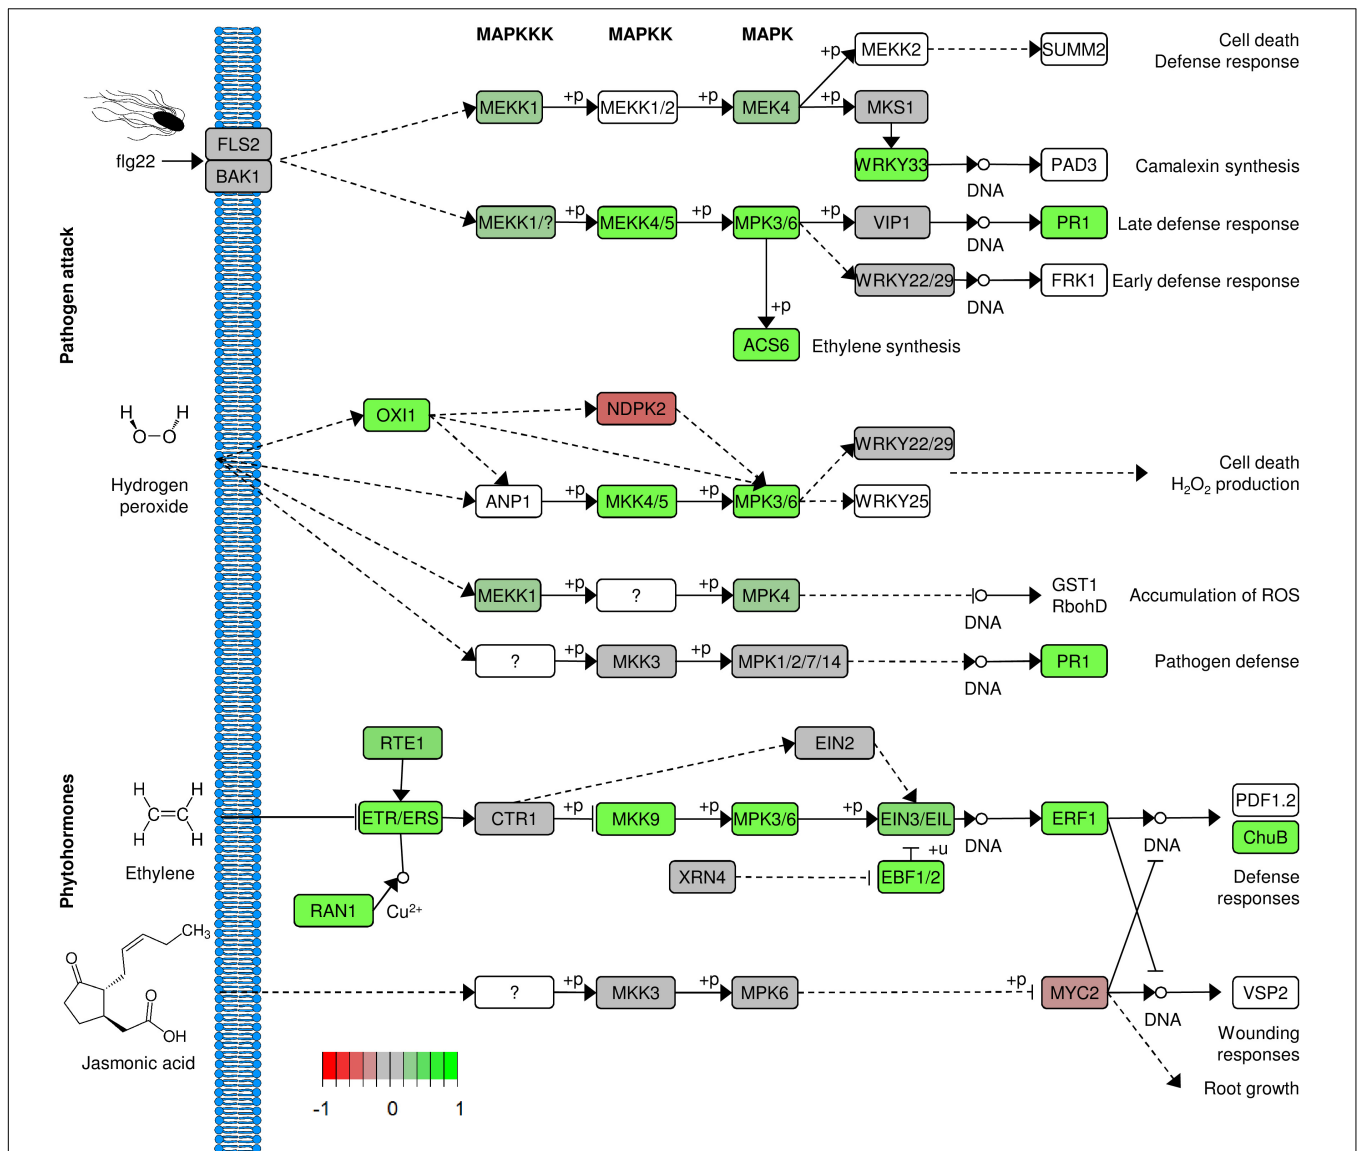 MAPKKK MAPKK MAPK
+p MEKK2 SUMM2 Cell death
Defense response
MEKK1 +p MEKK1/2 +p MEK4 +p MKS1
flg22 FLS2
BAK1
WRKY33 DNA PAD3 Camalexin synthesis
MEKK1/? +p MEKK4/5 +p MPK3/6 +p VIP1 DNA PR1 Late defense response
WRKY22/29 DNA FRK1 Early defense response
+p
ACS6 Ethylene synthesis
Pathogen attack
H H
O O
Hydrogen
peroxide
OXI1 NDPK2
WRKY22/29
ANP1 +p MKK4/5 +p MPK3/6 WRKY25
Cell death
H2O2 production
MEKK1 +p ? +p MPK4 DNA GST1
RbohD
Accumulation of ROS
? +p MKK3 +p MPK1/2/7/14 DNA PR1 Pathogen defense
Phytohormones
RTE1 EIN2
H H
C C
H H
Ethylene
ETR/ERS CTR1 +p MKK9 +p MPK3/6 +p EIN3/EIL DNA ERF1 DNA PDF1.2
ChuB
Defense
responses
XRN4 +u EBF1/2
RAN1 Cu2+
CH3
O
O
OH
Jasmonic acid
? +p MKK3 +p MPK6 +p MYC2 DNA VSP2
Wounding
responses
Root growth
-1 0 1